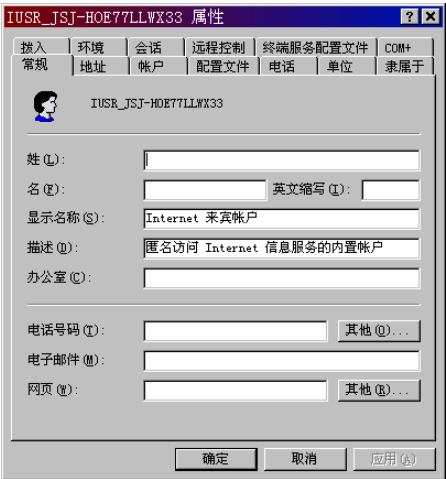 IUSR_JSJ-HOE77LLWX33 属性
拨入 环境 会话 远程控制 终端服务配置文件 COM+
常规 地址 帐户 配置文件 电话 单位 隶属于
IUSR_JSJ-HOE77LLWX33
姓(L):
名(F): 英文缩写(I):
显示名称(S): Internet 来宾帐户
描述(D): 匿名访问 Internet 信息服务的内置帐户
办公室(C):
电话号码(T): 其他(O)...
电子邮件(M):
网页(W): 其他(R)...
确定 取消 应用(A)